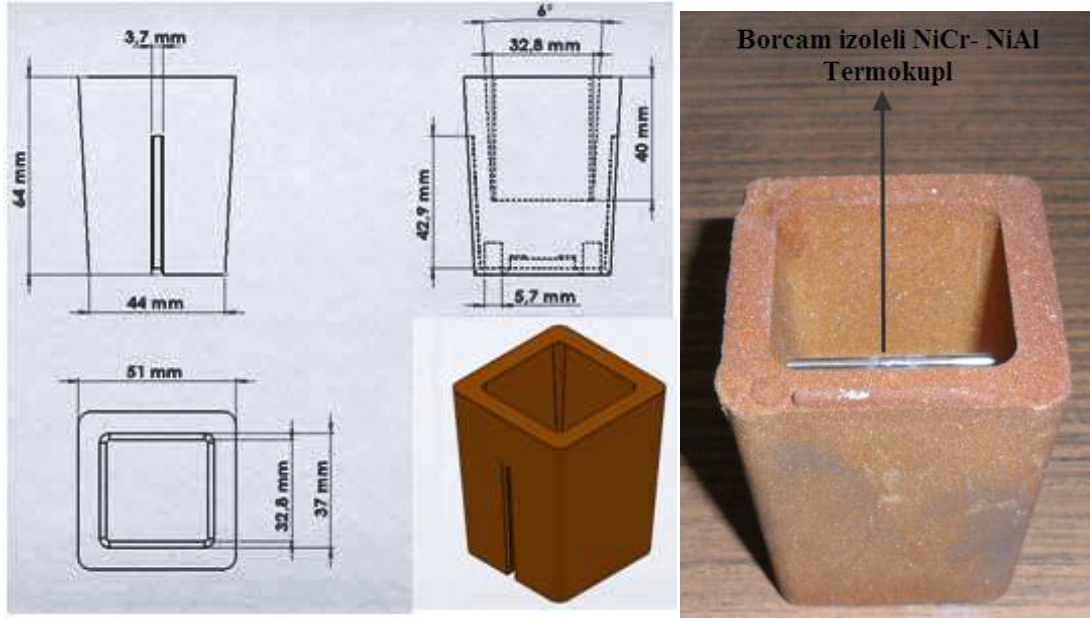 3,7 mm
64 mm
44 mm
6°
32,8 mm
40 mm
42,9 mm
5,7 mm
51 mm
32,8 mm
37 mm
Borcam izoleli NiCr- NiAl
Termokupl